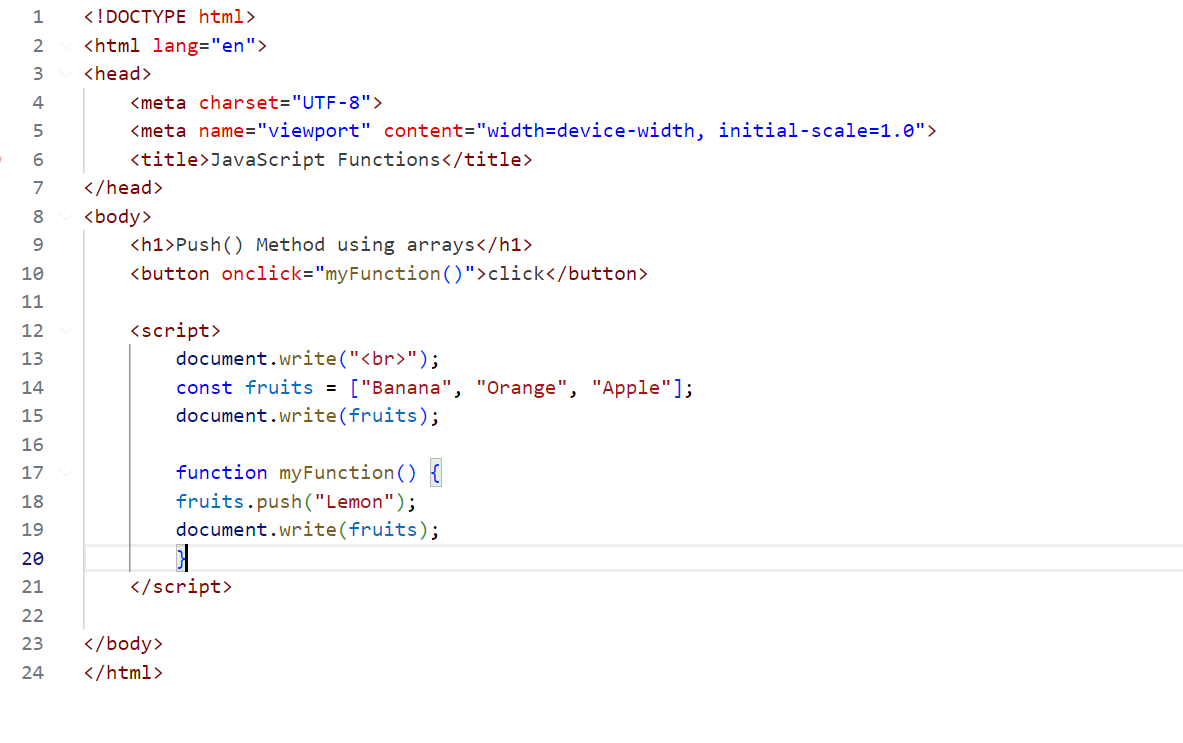 1 <!DOCTYPE html>
2 <html lang="en">
3 <head>
4     <meta charset="UTF-8">
5     <meta name="viewport" content="width=device-width, initial-scale=1.0">
6     <title>JavaScript Functions</title>
7 </head>
8 <body>
9     <h1>Push() Method using arrays</h1>
10     <button onclick="myFunction()">click</button>
11
12     <script>
13         document.write("<br>");
14         const fruits = ["Banana", "Orange", "Apple"];
15         document.write(fruits);
16
17         function myFunction() {
18         fruits.push("Lemon");
19         document.write(fruits);
20         }
21     </script>
22
23 </body>
24 </html>